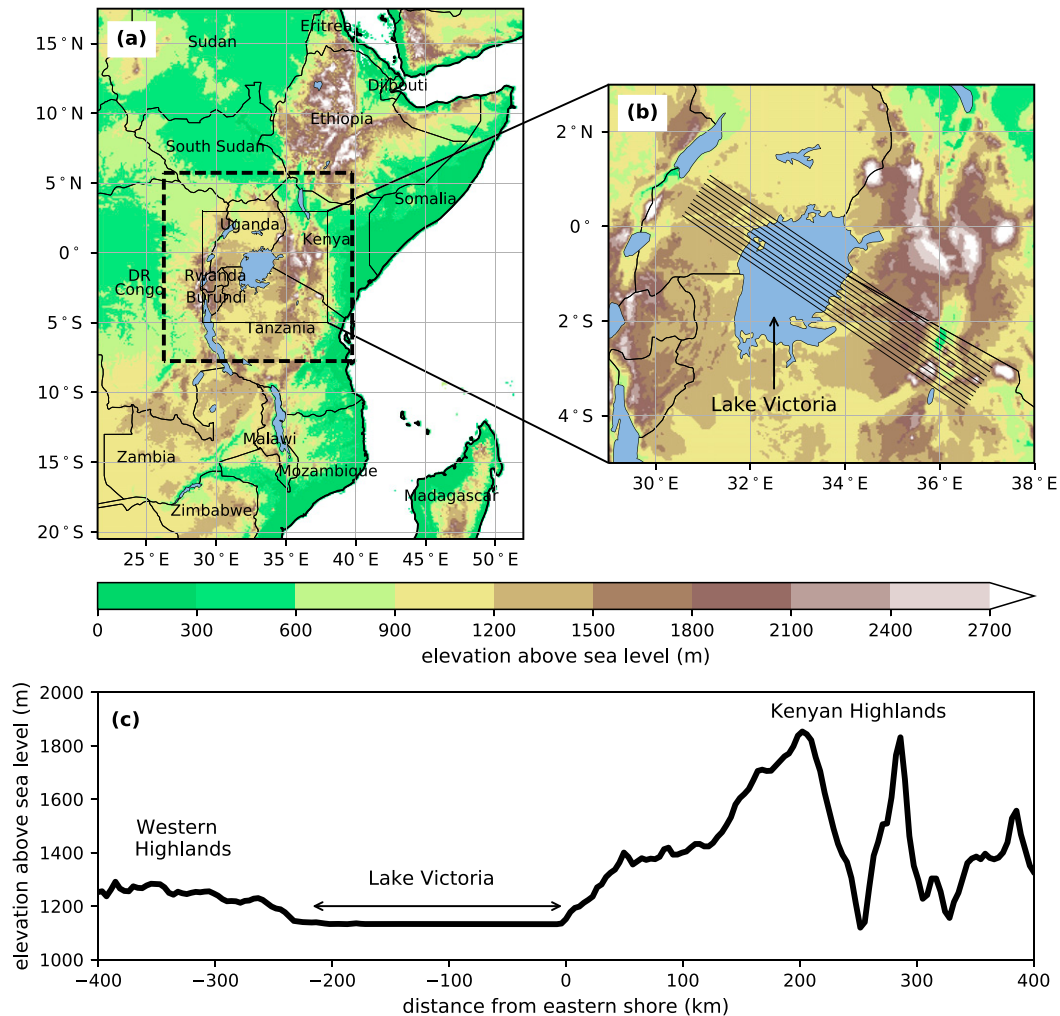 (a)
Eritrea
Sudan
Djibouti
Ethiopia
South Sudan
Somalia
Uganda
Kenya
DR
Congo
Rwanda
Burundi
Tanzania
Malawi
Zambia
Mozambique
Zimbabwe
Madagascar
15° N
10° N
5° N
0°
5° S
10° S
15° S
20° S
25° E 30° E 35° E 40° E 45° E 50° E
(b)
Lake Victoria
2° N
0°
2° S
4° S
30° E 32° E 34° E 36° E 38° E
0 300 600 900 1200 1500 1800 2100 2400 2700
elevation above sea level (m)
(c)
Kenyan Highlands
Western
Highlands
Lake Victoria
2000
1800
1600
1400
1200
1000
elevation above sea level (m)
−400 −300 −200 −100 0 100 200 300 400
distance from eastern shore (km)